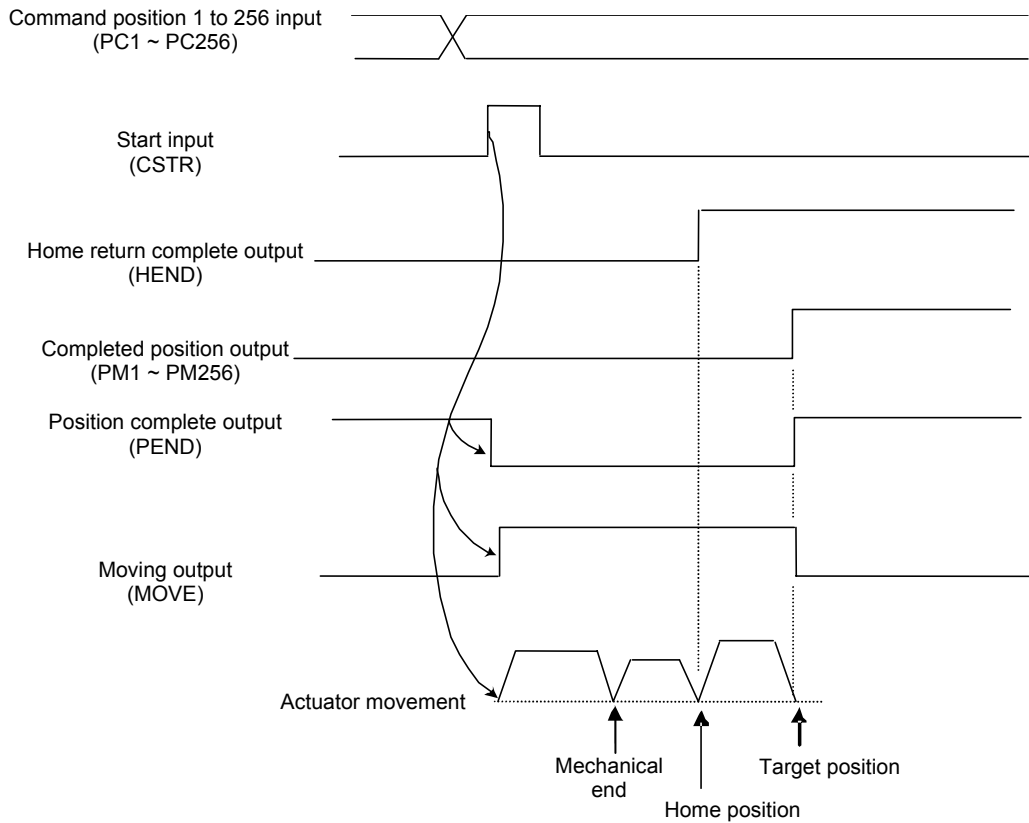 Command position 1 to 256 input
(PC1 ~ PC256)
Start input
(CSTR)
Home return complete output
(HEND)
Completed position output
(PM1 ~ PM256)
Position complete output
(PEND)
Moving output
(MOVE)
Actuator movement
Mechanical
end
Target position
Home position